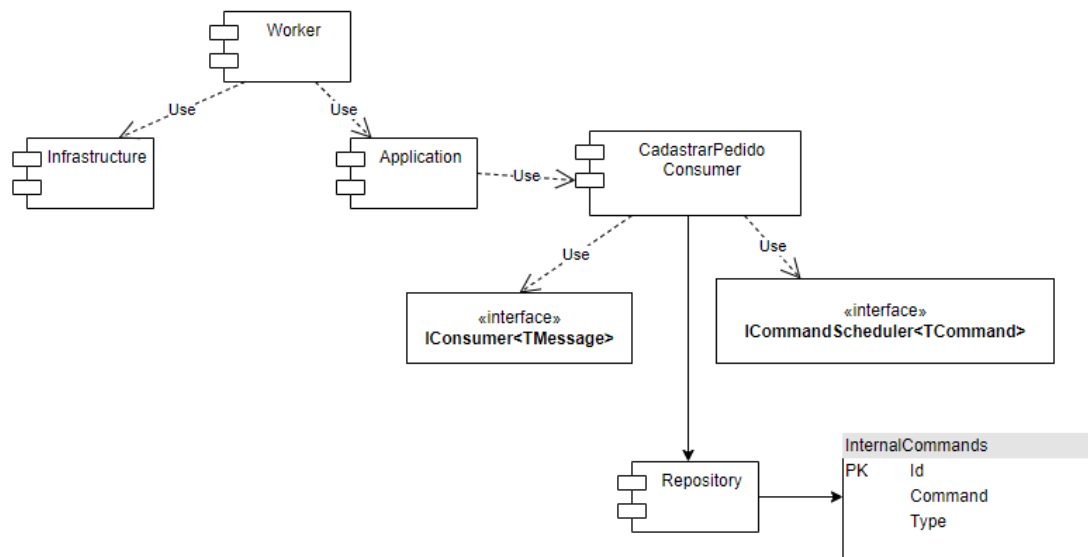 Worker
Use
Use
Infrastructure
Application
Use
CadastrarPedido
Consumer
Use
Use
«interface»
IConsumer<TMessage>
«interface»
ICommandScheduler<TCommand>
Repository
InternalCommands
PK Id
Command
Type